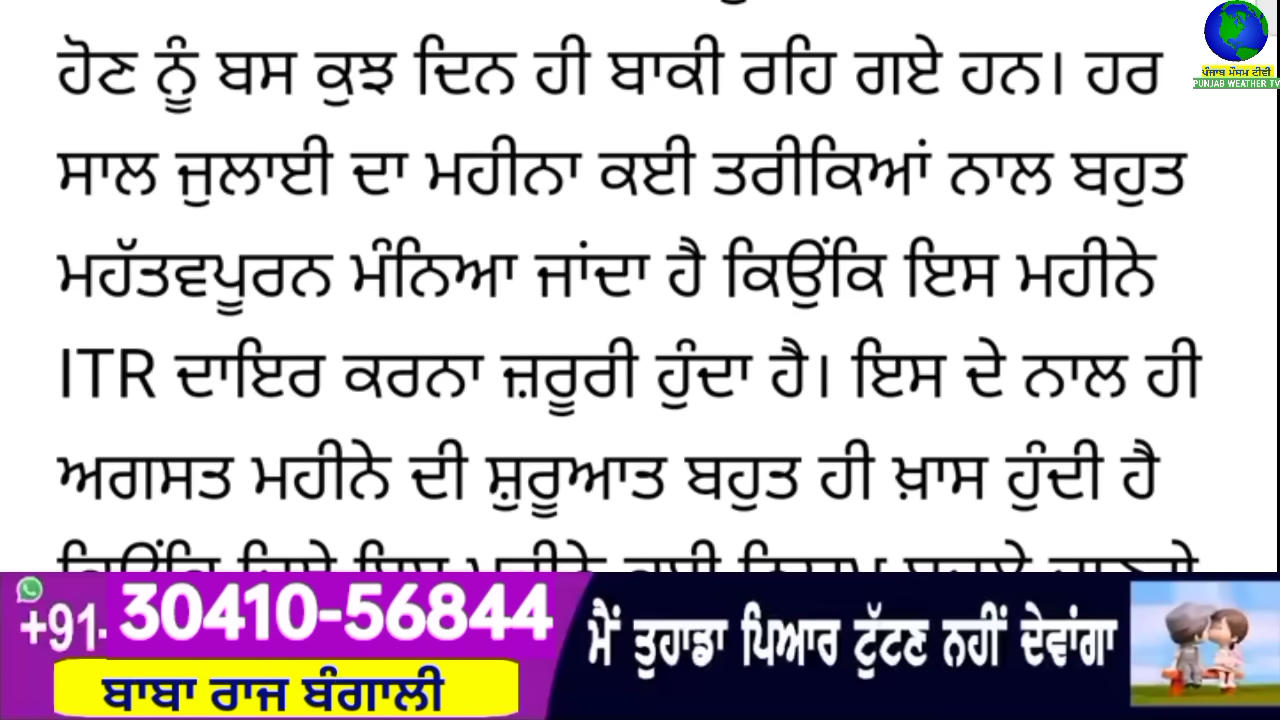 ਹੋਣ ਨੂੰ ਬਸ ਕੁਝ ਦਿਨ ਹੀ ਬਾਕੀ ਰਹਿ ਗਏ ਹਨ। ਹਰ
ਸਾਲ ਜੁਲਾਈ ਦਾ ਮਹੀਨਾ ਕਈ ਤਰੀਕਿਆਂ ਨਾਲ ਬਹੁਤ
ਮਹੱਤਵਪੂਰਨ ਮੰਨਿਆ ਜਾਂਦਾ ਹੈ ਕਿਉਂਕਿ ਇਸ ਮਹੀਨੇ
ITR ਦਾਇਰ ਕਰਨਾ ਜ਼ਰੂਰੀ ਹੁੰਦਾ ਹੈ। ਇਸ ਦੇ ਨਾਲ ਹੀ
ਅਗਸਤ ਮਹੀਨੇ ਦੀ ਸ਼ੁਰੂਆਤ ਬਹੁਤ ਹੀ ਖ਼ਾਸ ਹੁੰਦੀ ਹੈ
ਪੰਜਾਬ ਮੌਸਮ ਟੀਵੀ
PUNJAB WEATHER TV
+91- 30410-56844
ਬਾਬਾ ਰਾਜ ਬੰਗਾਲੀ
ਮੈਂ ਤੁਹਾਡਾ ਪਿਆਰ ਟੁੱਟਣ ਨਹੀਂ ਦੇਵਾਂਗਾ